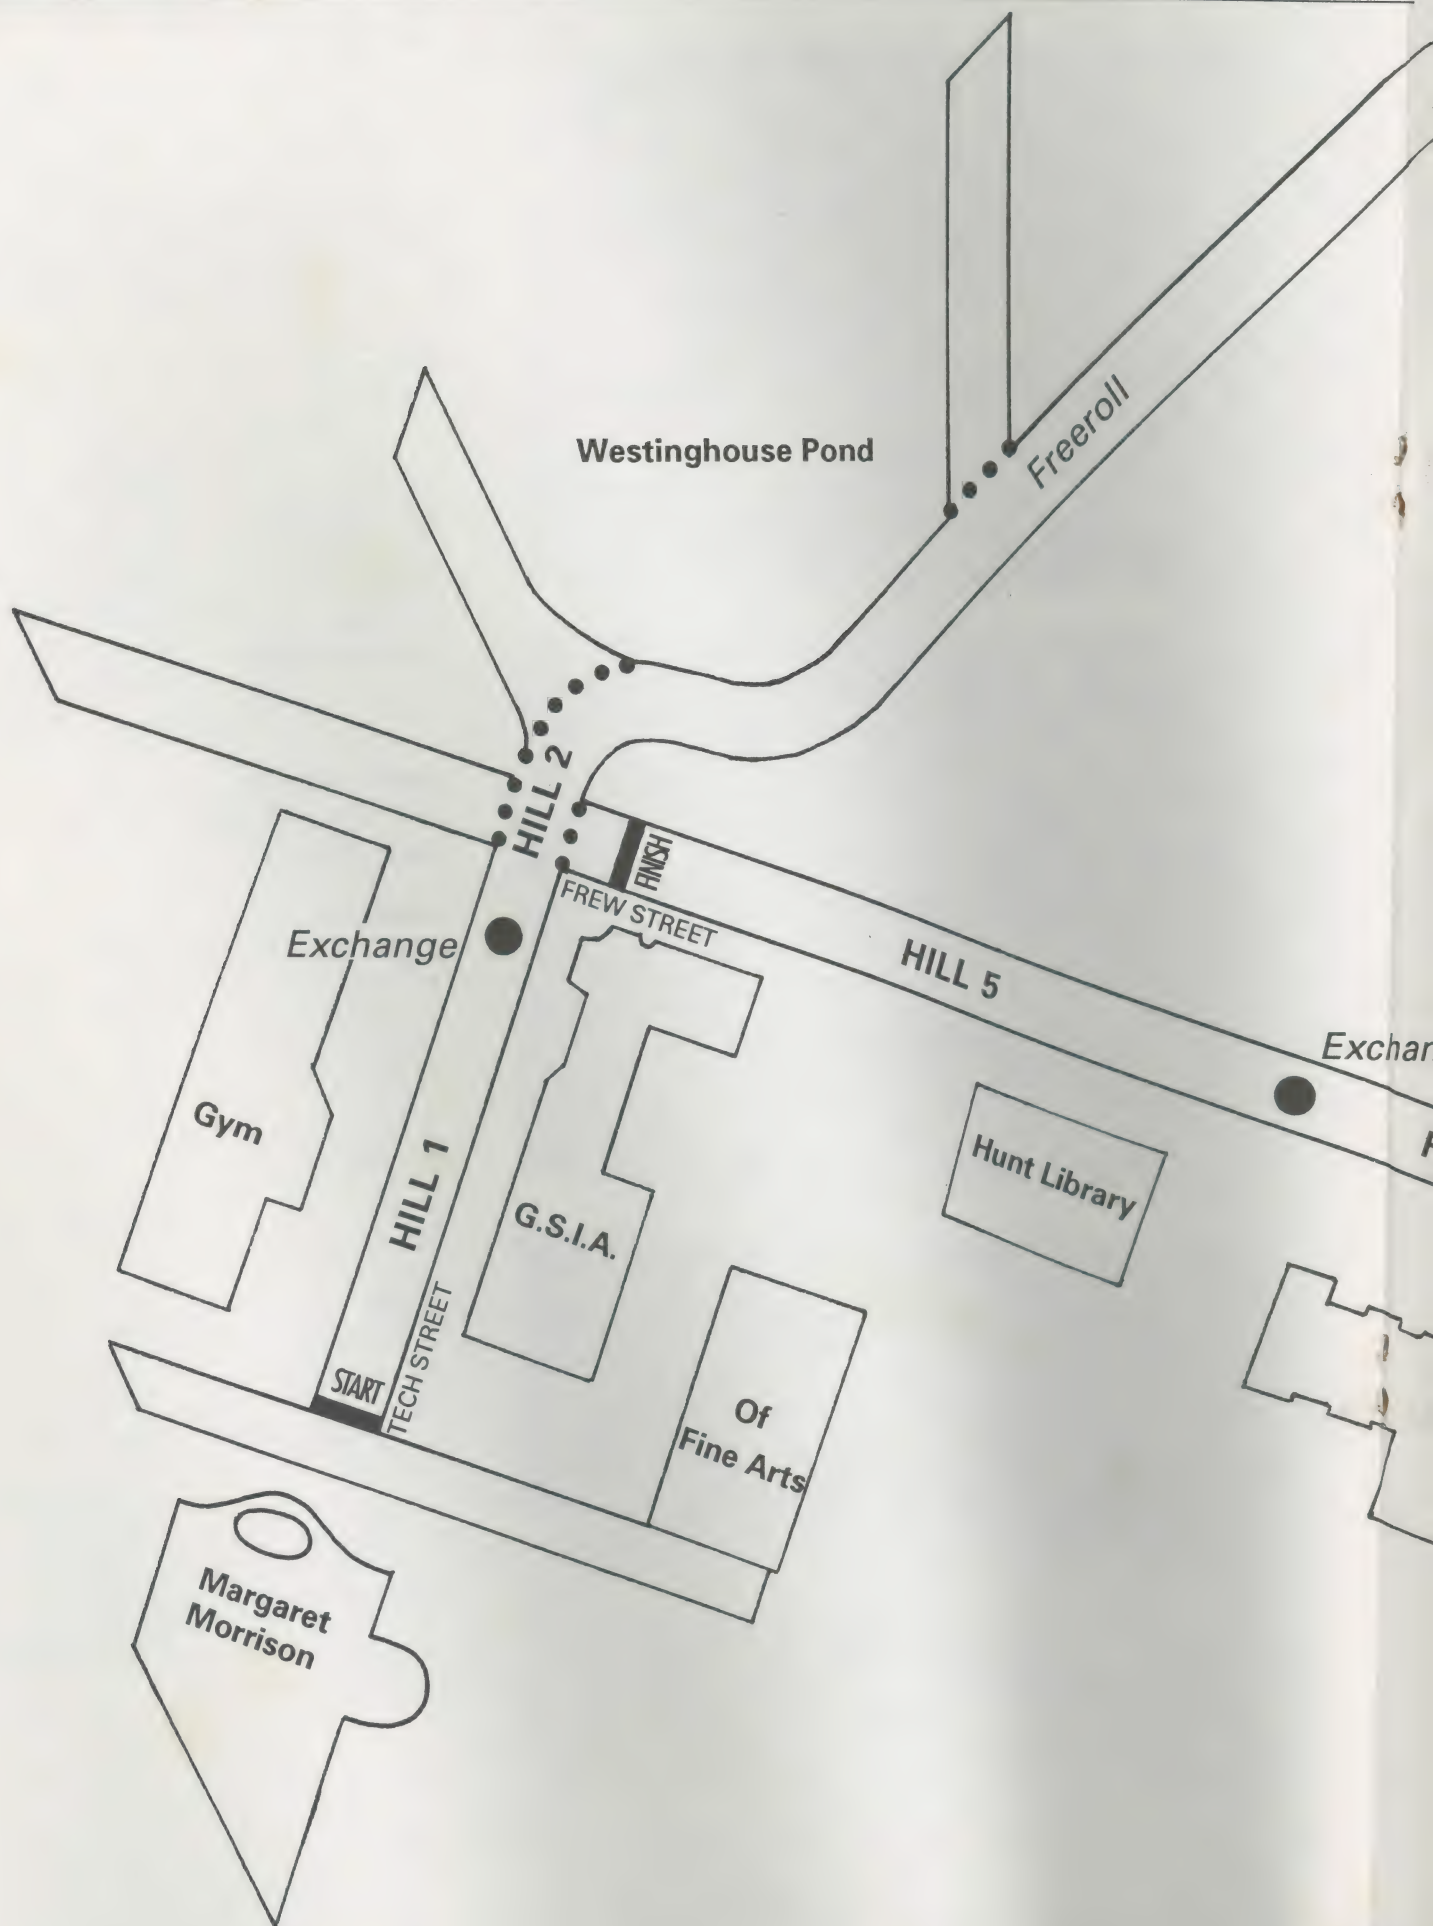 Westinghouse Pond
Freeroll
HILL 2
FINISH
FREW STREET
Exchange
HILL 5
Gym
HILL 1
G.S.I.A.
Hunt Library
START
TECH STREET
Of
Fine Arts
Margaret
Morrison